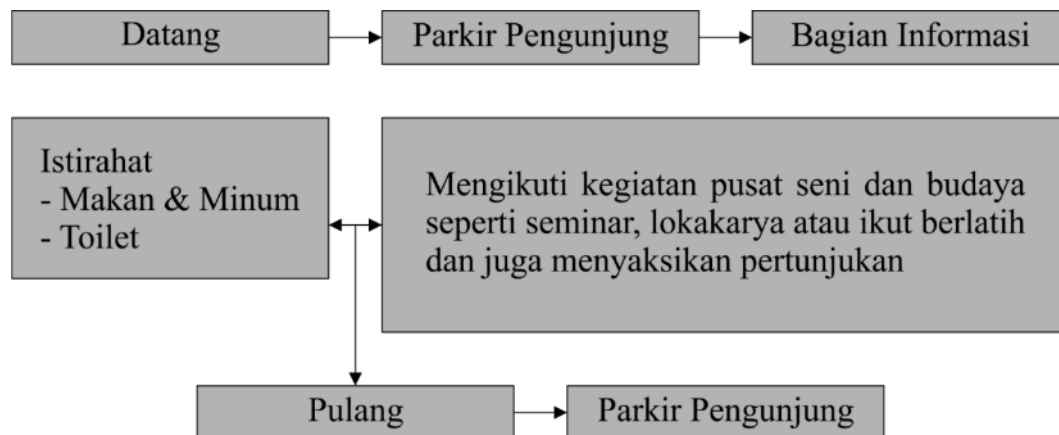 Datang
Parkir Pengunjung
Bagian Informasi
Istirahat
- Makan & Minum
- Toilet
Mengikuti kegiatan pusat seni dan budaya
seperti seminar, lokakarya atau ikut berlatih
dan juga menyaksikan pertunjukan
Pulang
Parkir Pengunjung